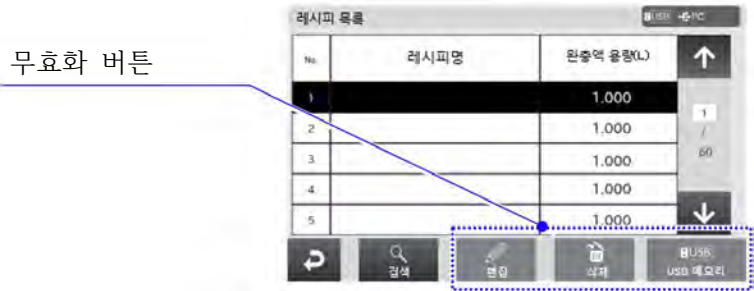 레시피 목록
USB
무효화 버튼
No. 레시피명 완충액 용량(L)
1 1.000
2 1.000
3 1.000
4 1.000
5 1.000
1
/
60
USB
검색 편집 삭제 USB 메모리